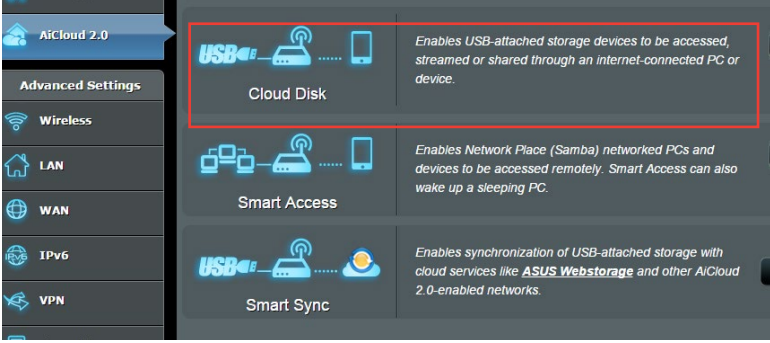 AiCloud 2.0
Advanced Settings
Wireless
LAN
WAN
IPv6
IPv6
VPN
USB
Cloud Disk
Enables USB-attached storage devices to be accessed,
streamed or shared through an internet-connected PC or
device.
Smart Access
Enables Network Place (Samba) networked PCs and
devices to be accessed remotely. Smart Access can also
wake up a sleeping PC.
USB
Smart Sync
Enables synchronization of USB-attached storage with
cloud services like ASUS Webstorage and other AiCloud
2.0-enabled networks.